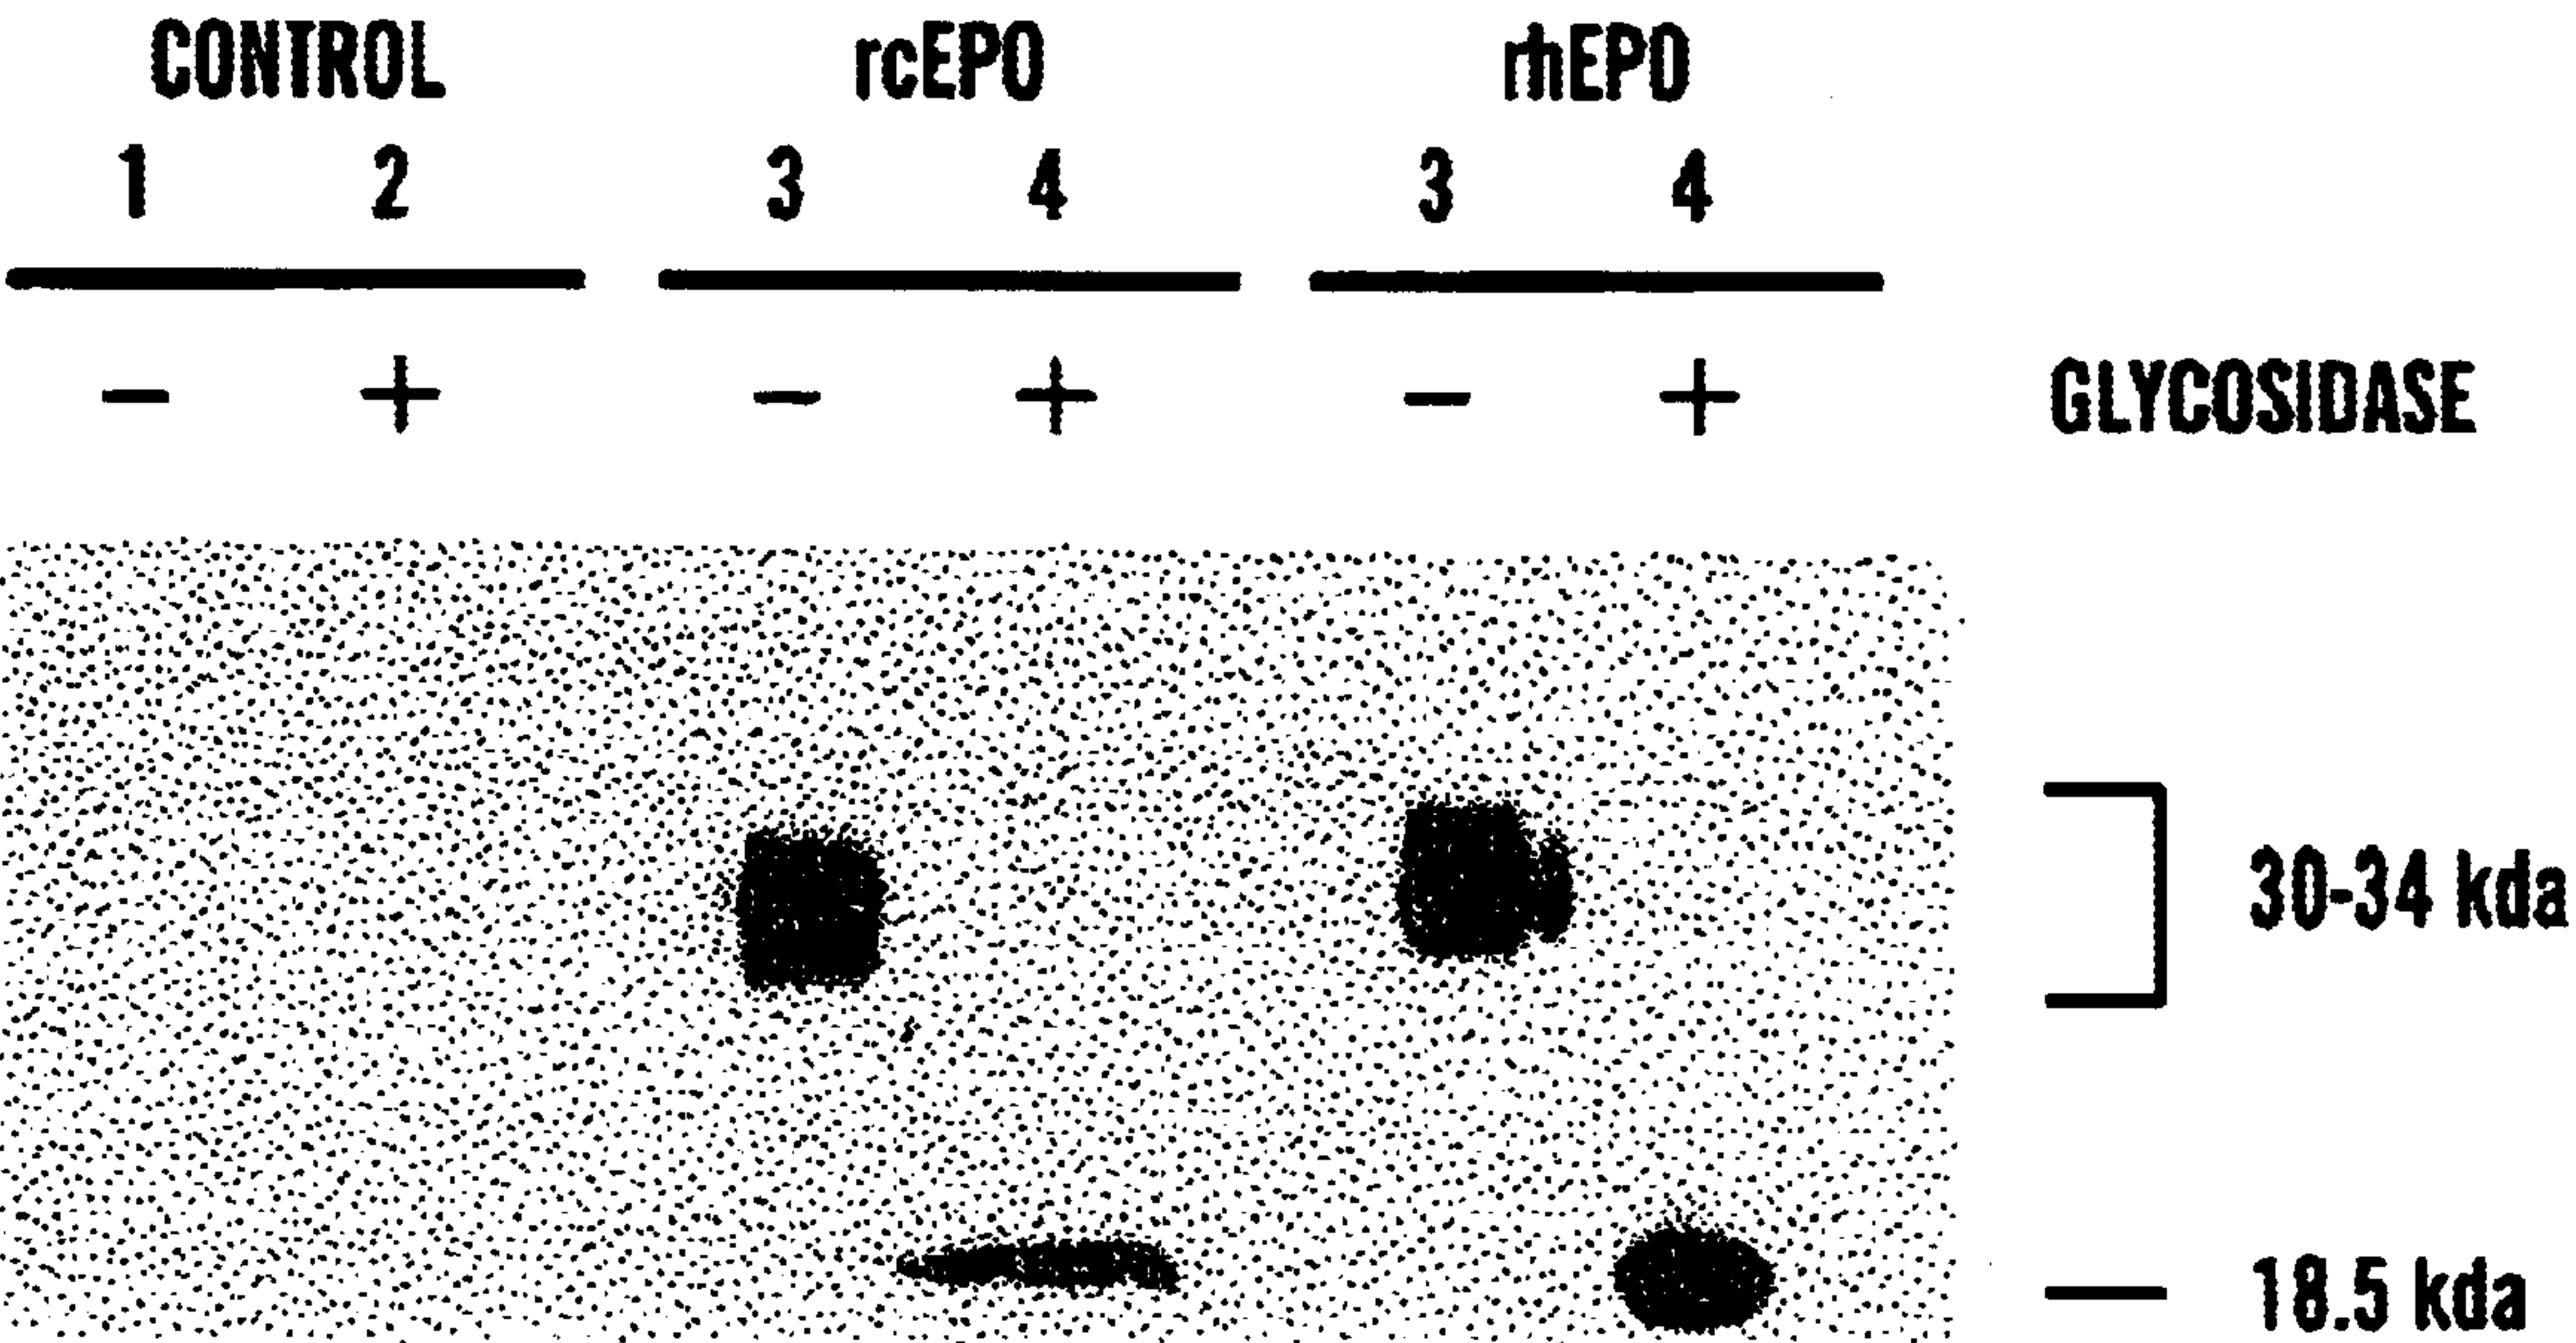 CONTROL rcEPO rhEPO
1 2 3 4 3 4
− + − + − + GLYCOSIDASE
30-34 kda
18.5 kda